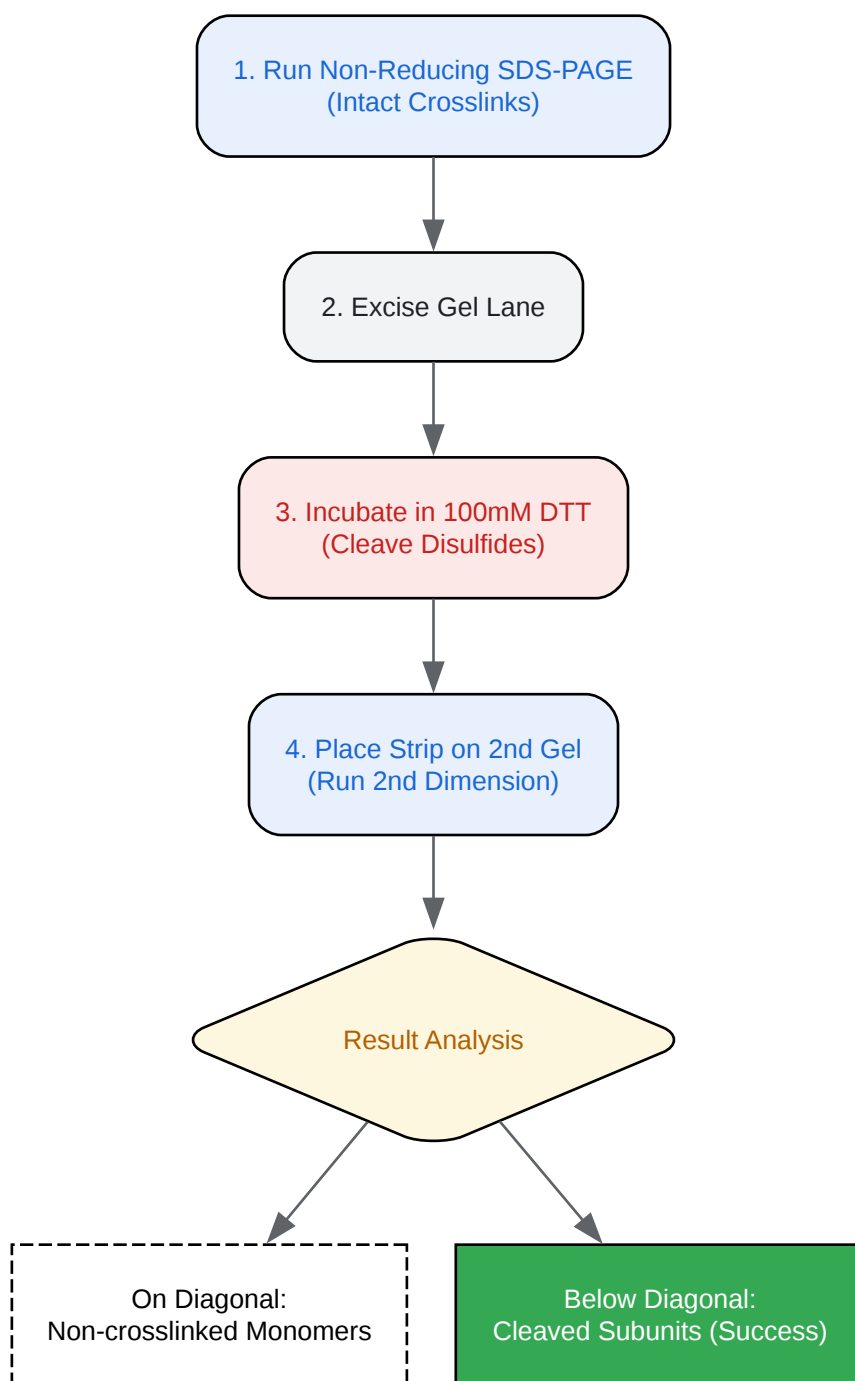 1. Run Non-Reducing SDS-PAGE
(Intact Crosslinks)
2. Excise Gel Lane
3. Incubate in 100mM DTT
(Cleave Disulfides)
4. Place Strip on 2nd Gel
(Run 2nd Dimension)
Result Analysis
On Diagonal:
Non-crosslinked Monomers
Below Diagonal:
Cleaved Subunits (Success)